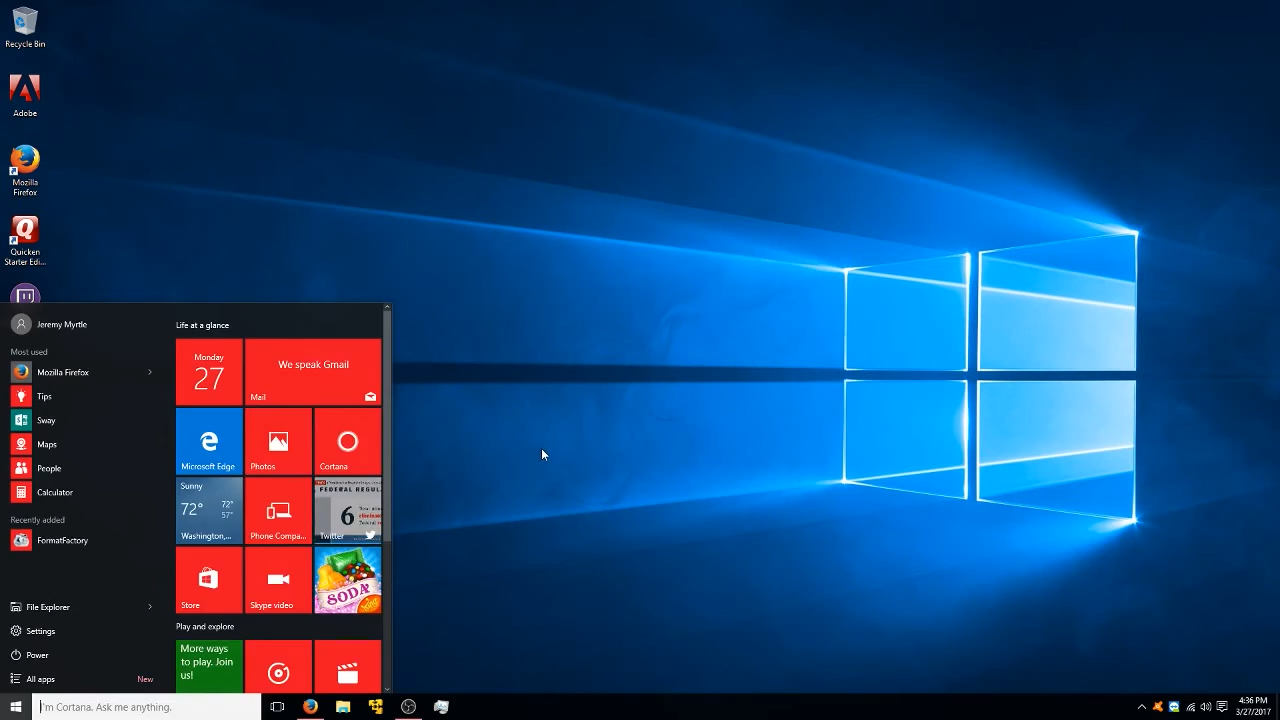 Recycle Bin
Adobe
Mozilla
Firefox
Quicken
Starter Edi...
Jeremy Myrtle
Most used
Mozilla Firefox
Tips
Sway
Maps
People
Calculator
Recently added
FormatFactory
File Explorer
Settings
Power
All apps
New
Life at a glance
Monday
27
We speak Gmail
Mail
Microsoft Edge
Photos
Cortana
Sunny
72°
72°
57°
Washington,...
Phone Compa...
FEDERAL REGUL
6
Twitter
Store
Skype video
SODA
Play and explore
More ways
to play. Join
us!
I'm Cortana. Ask me anything.
4:36 PM
3/27/2017